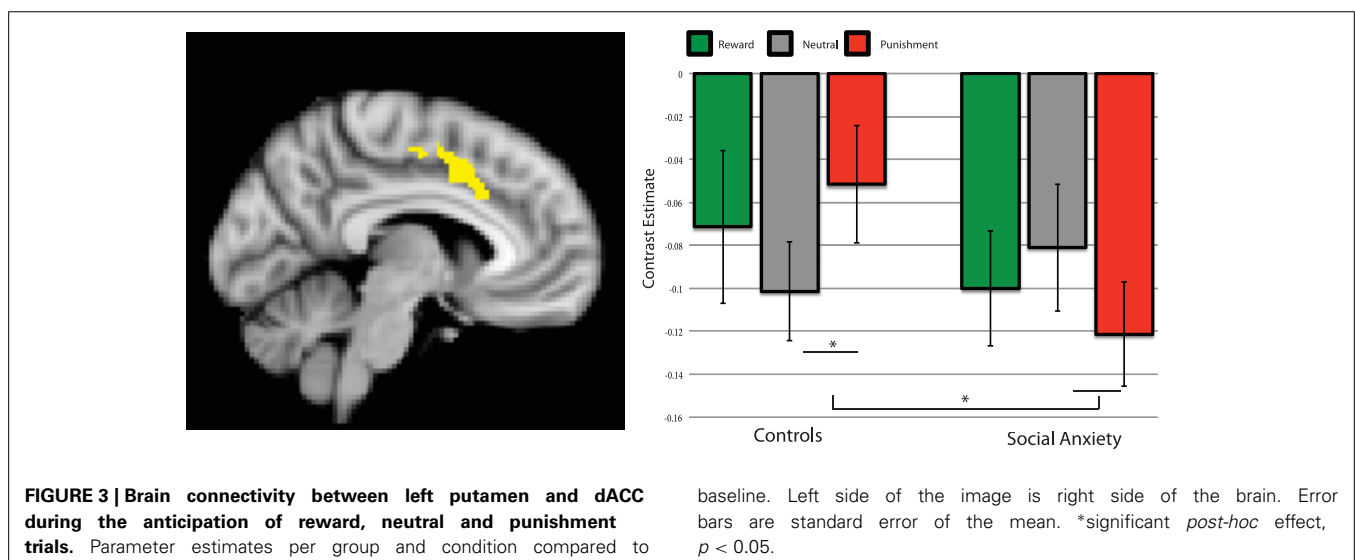 Reward Neutral Punishment
0
-0.02
-0.04
-0.06
-0.08
-0.1
-0.12
-0.14
-0.16
Contrast Estimate
*
*
Controls Social Anxiety
FIGURE 3 | Brain connectivity between left putamen and dACC
during the anticipation of reward, neutral and punishment
trials. Parameter estimates per group and condition compared to
baseline. Left side of the image is right side of the brain. Error
bars are standard error of the mean. *significant post-hoc effect,
p < 0.05.